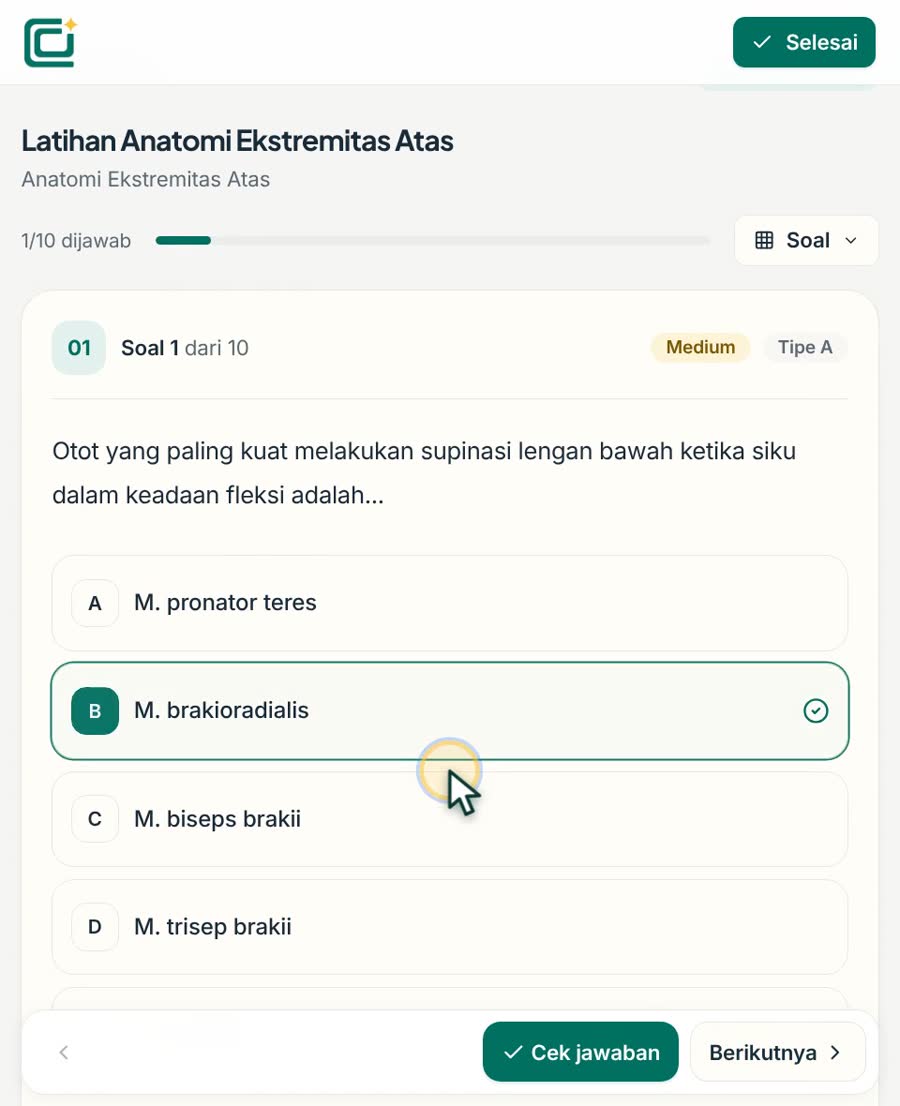 Selesai
Latihan Anatomi Ekstremitas Atas
Anatomi Ekstremitas Atas
1/10 dijawab
Soal
01 Soal 1 dari 10 Medium Tipe A
Otot yang paling kuat melakukan supinasi lengan bawah ketika siku
dalam keadaan fleksi adalah...
A M. pronator teres
B M. brakioradialis
C M. biseps brakii
D M. trisep brakii
Cek jawaban Berikutnya